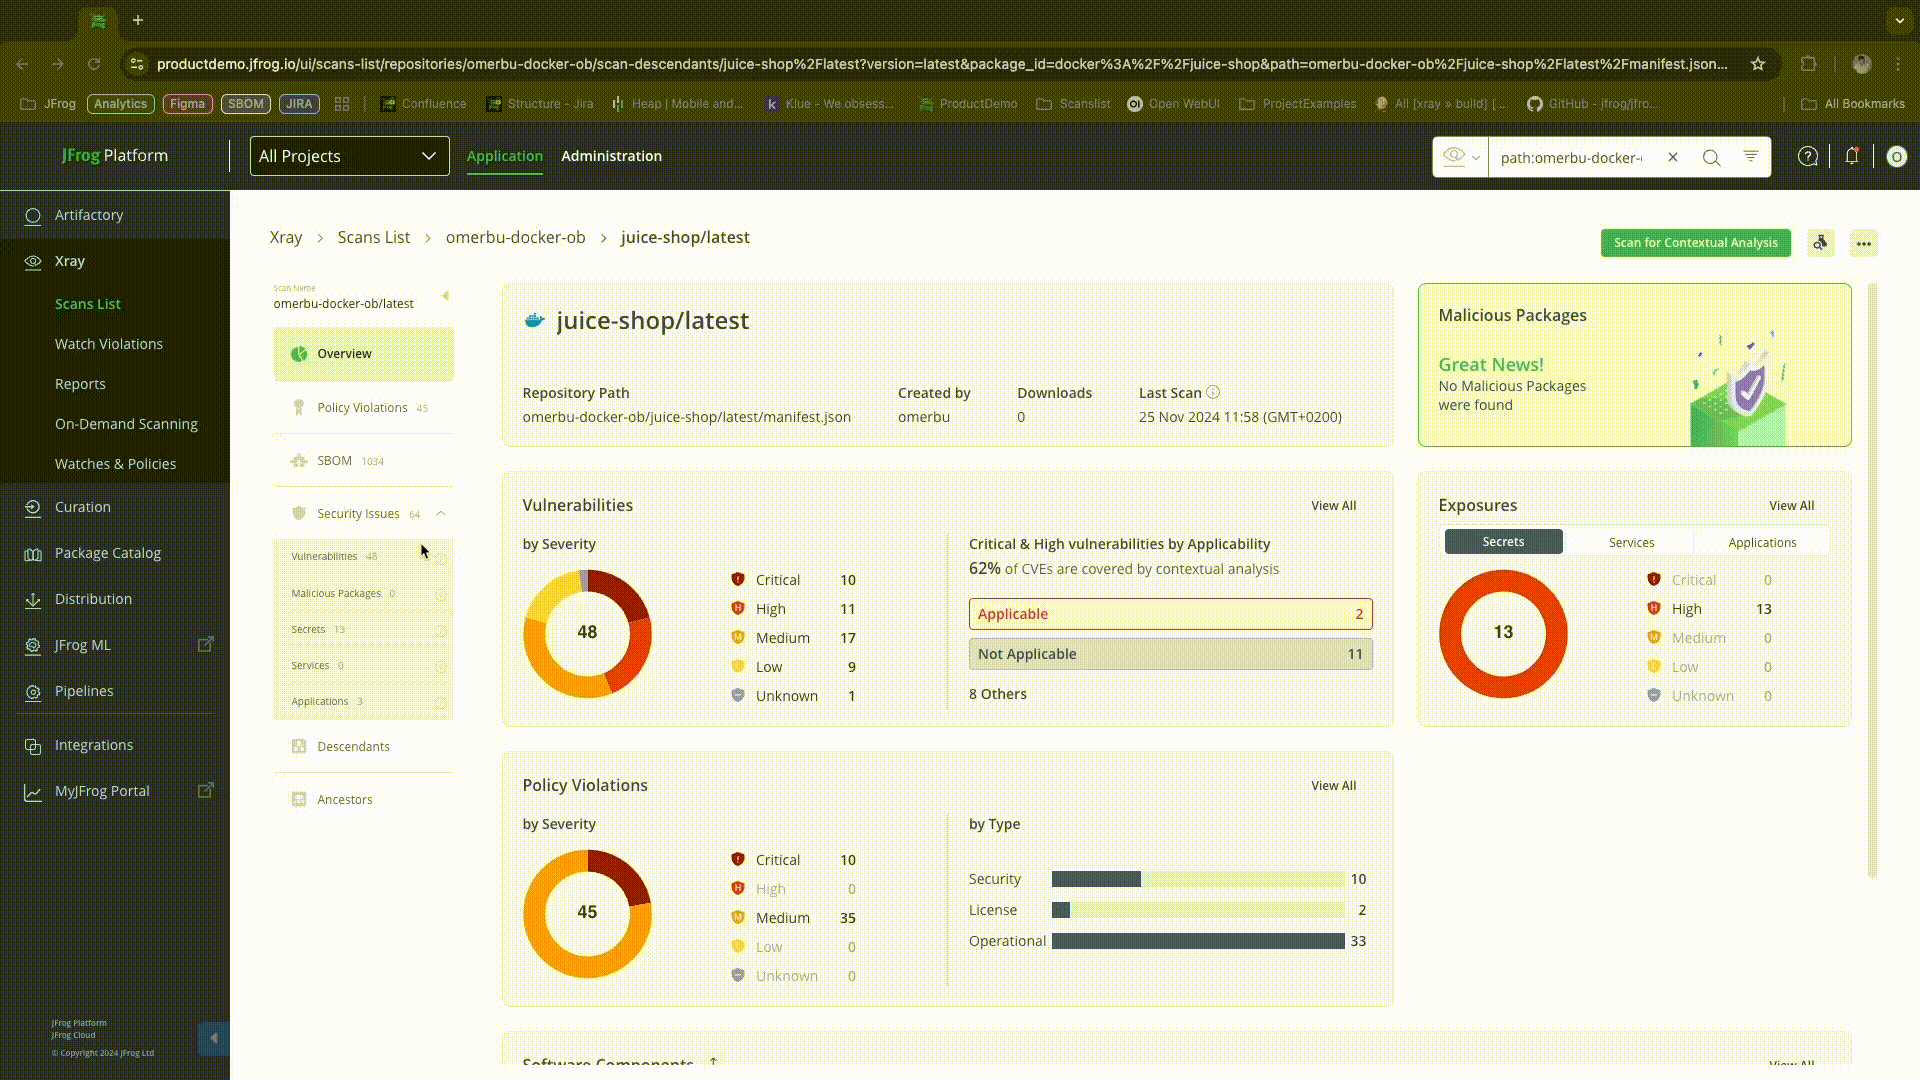 productdemo.jfrog.io/ui/scans-list/repositories/omerbu-docker-ob/scan-descendants/juice-shop%2Flatest?version=latest&package_id=docker%3A%2F%2Fjuice-shop&path=omerbu-docker-ob%2Fjuice-shop%2Flatest%2Fmanifest.json...
JFrog Analytics Figma SBOM JIRA Confluence Structure - Jira Heap | Mobile and... Klue - We obsess... ProductDemo Scanslist Open WebUI ProjectExamples All [xray » build] [... GitHub - jfrog/jfro... All Bookmarks
JFrog Platform All Projects Application Administration path:omerbu-docker- O
Artifactory
Xray
Scans List
Watch Violations
Reports
On-Demand Scanning
Watches & Policies
Curation
Package Catalog
Distribution
JFrog ML
Pipelines
Integrations
MyJFrog Portal
JFrog Platform
JFrog Cloud
© Copyright 2024 JFrog Ltd
Xray > Scans List > omerbu-docker-ob > juice-shop/latest
Scan for Contextual Analysis
Scan Name
omerbu-docker-ob/latest
Overview
Policy Violations 45
SBOM 1034
Security Issues 64
Vulnerabilities 48
Malicious Packages 0
Secrets 13
Services 0
Applications 3
Descendants
Ancestors
juice-shop/latest
Repository Path Created by Downloads Last Scan
omerbu-docker-ob/juice-shop/latest/manifest.json omerbu 0 25 Nov 2024 11:58 (GMT+0200)
Malicious Packages
Great News!
No Malicious Packages
were found
Vulnerabilities View All
by Severity
48
Critical 10
High 11
Medium 17
Low 9
Unknown 1
Critical & High vulnerabilities by Applicability
62% of CVEs are covered by contextual analysis
Applicable 2
Not Applicable 11
8 Others
Exposures View All
Secrets Services Applications
13
Critical 0
High 13
Medium 0
Low 0
Unknown 0
Policy Violations View All
by Severity
45
Critical 10
High 0
Medium 35
Low 0
Unknown 0
by Type
Security 10
License 2
Operational 33
Software Components View All